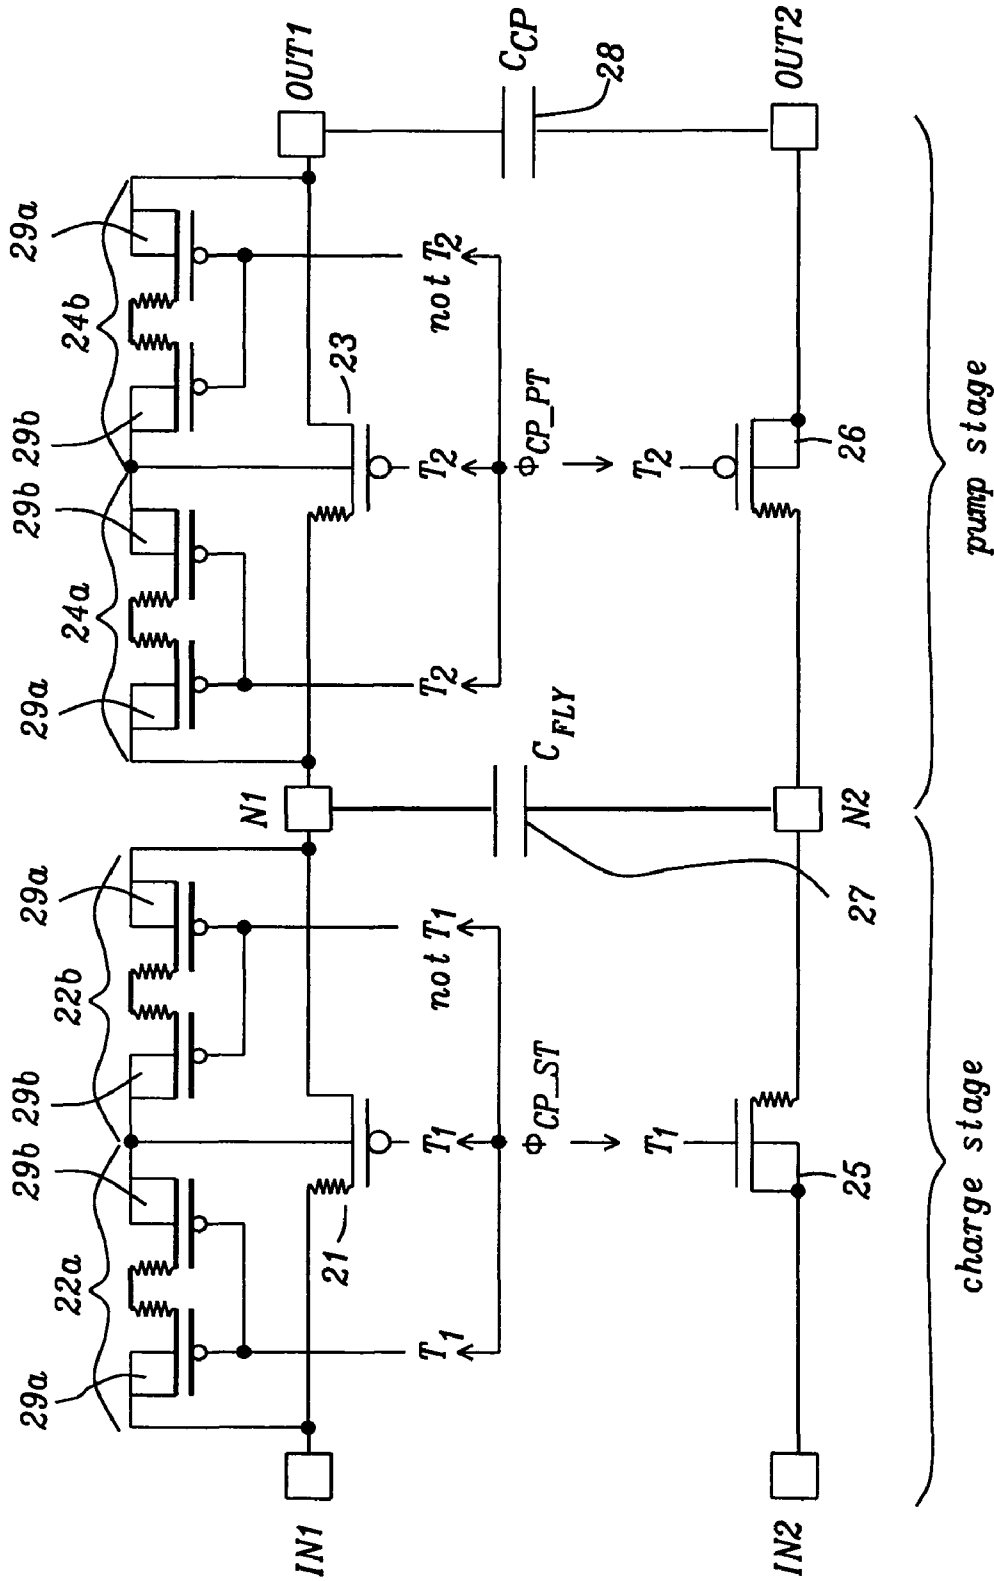 29a
22a
29b
29b
22b
29a
29a
24a
29b
29b
24b
29a
IN1
21
N1
23
OUT1
T1
T1
not T1
T2
T2
not T2
ΦCP_ST
ΦCP_PT
CFLY
CCP
28
T1
T2
25
27
26
IN2
N2
OUT2
charge stage
pump stage